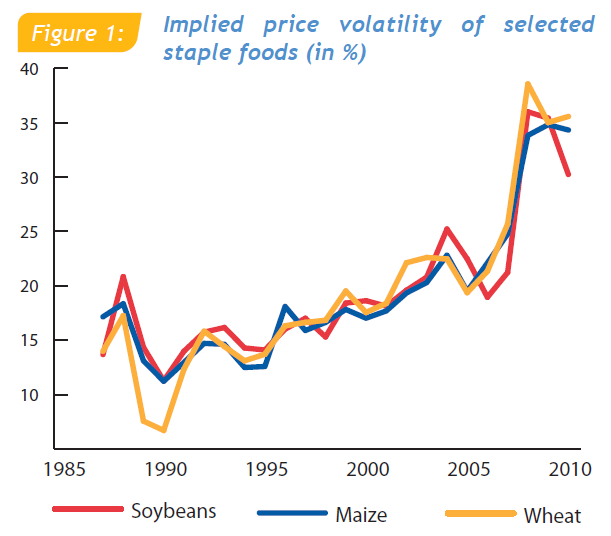 Figure 1:
Implied price volatility of selected
staple foods (in %)
40
35
30
25
20
15
10
1985 1990 1995 2000 2005 2010
Soybeans Maize Wheat